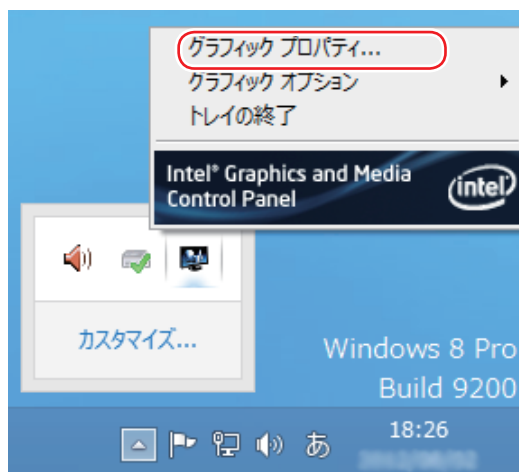 グラフィック プロパティ...
グラフィック オプション
トレイの終了
Intel® Graphics and Media
Control Panel
intel
カスタマイズ...
Windows 8 Pro
Build 9200
あ
18:26